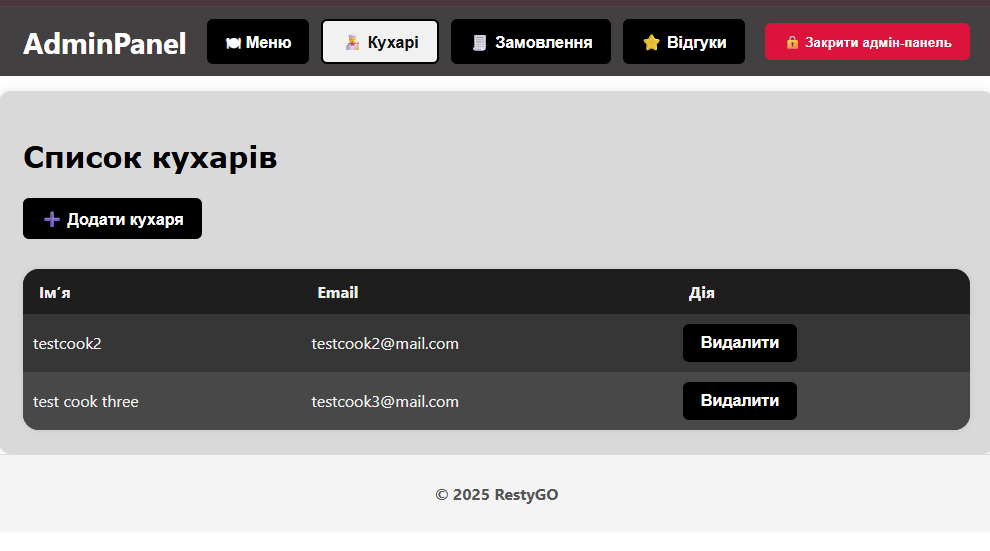 AdminPanel 🍽 Меню 👨‍🍳 Кухарі 🧾 Замовлення ⭐ Відгуки 🔒 Закрити адмін-панель
Список кухарів
➕ Додати кухаря
Ім´я Email Дія
testcook2 testcook2@mail.com Видалити
test cook three testcook3@mail.com Видалити
© 2025 RestyGO